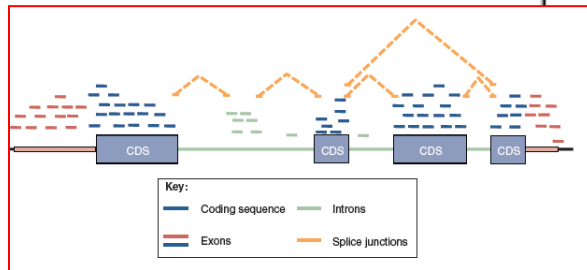 CDS CDS CDS CDS
Key:
Coding sequence Introns
Exons Splice junctions